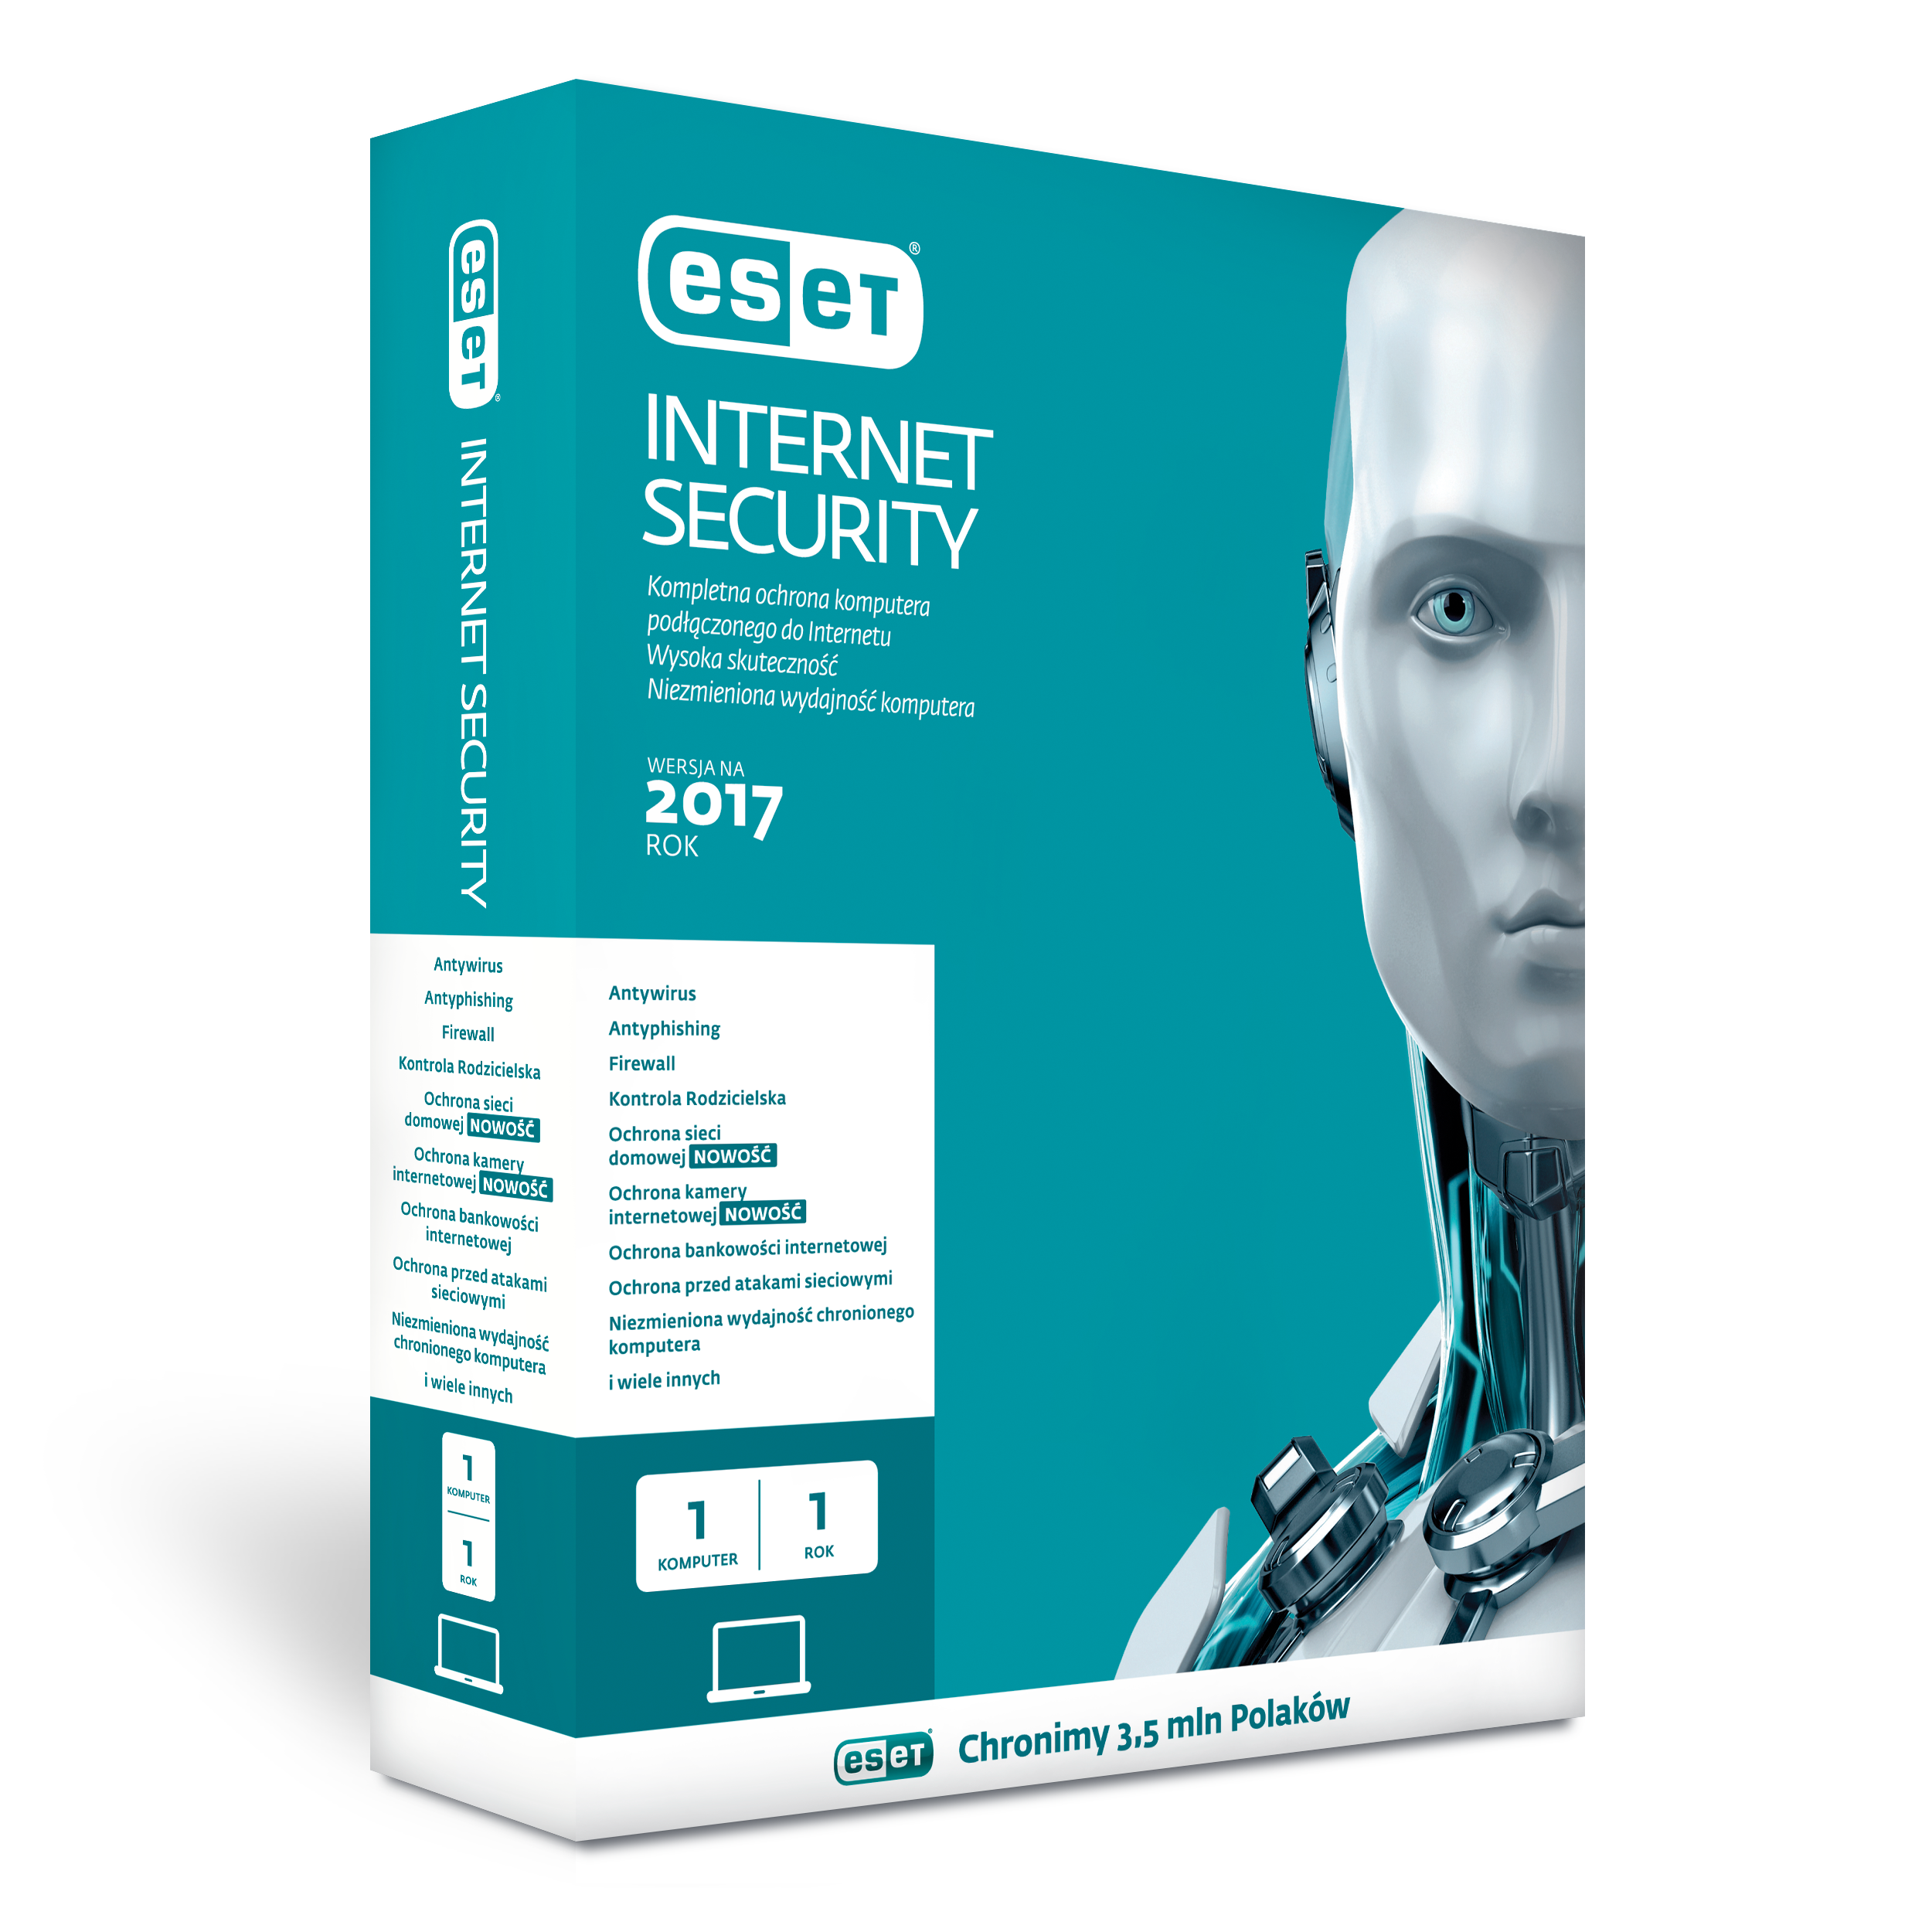 eseT®
INTERNET SECURITY
Antywirus
Antyphishing
Firewall
Kontrola Rodzicielska
Ochrona sieci
domowej NOWOŚĆ
Ochrona kamery
internetowej NOWOŚĆ
Ochrona bankowości
internetowej
Ochrona przed atakami
sieciowymi
Niezmieniona wydajność
chronionego komputera
i wiele innych
1
KOMPUTER
1
ROK
eseT®
INTERNET
SECURITY
Kompletna ochrona komputera
podłączonego do Internetu
Wysoka skuteczność
Niezmieniona wydajność komputera
WERSJA NA
2017
ROK
Antywirus
Antyphishing
Firewall
Kontrola Rodzicielska
Ochrona sieci
domowej NOWOŚĆ
Ochrona kamery
internetowej NOWOŚĆ
Ochrona bankowości internetowej
Ochrona przed atakami sieciowymi
Niezmieniona wydajność chronionego
komputera
i wiele innych
1 1
KOMPUTER ROK
eseT® Chronimy 3,5 mln Polaków